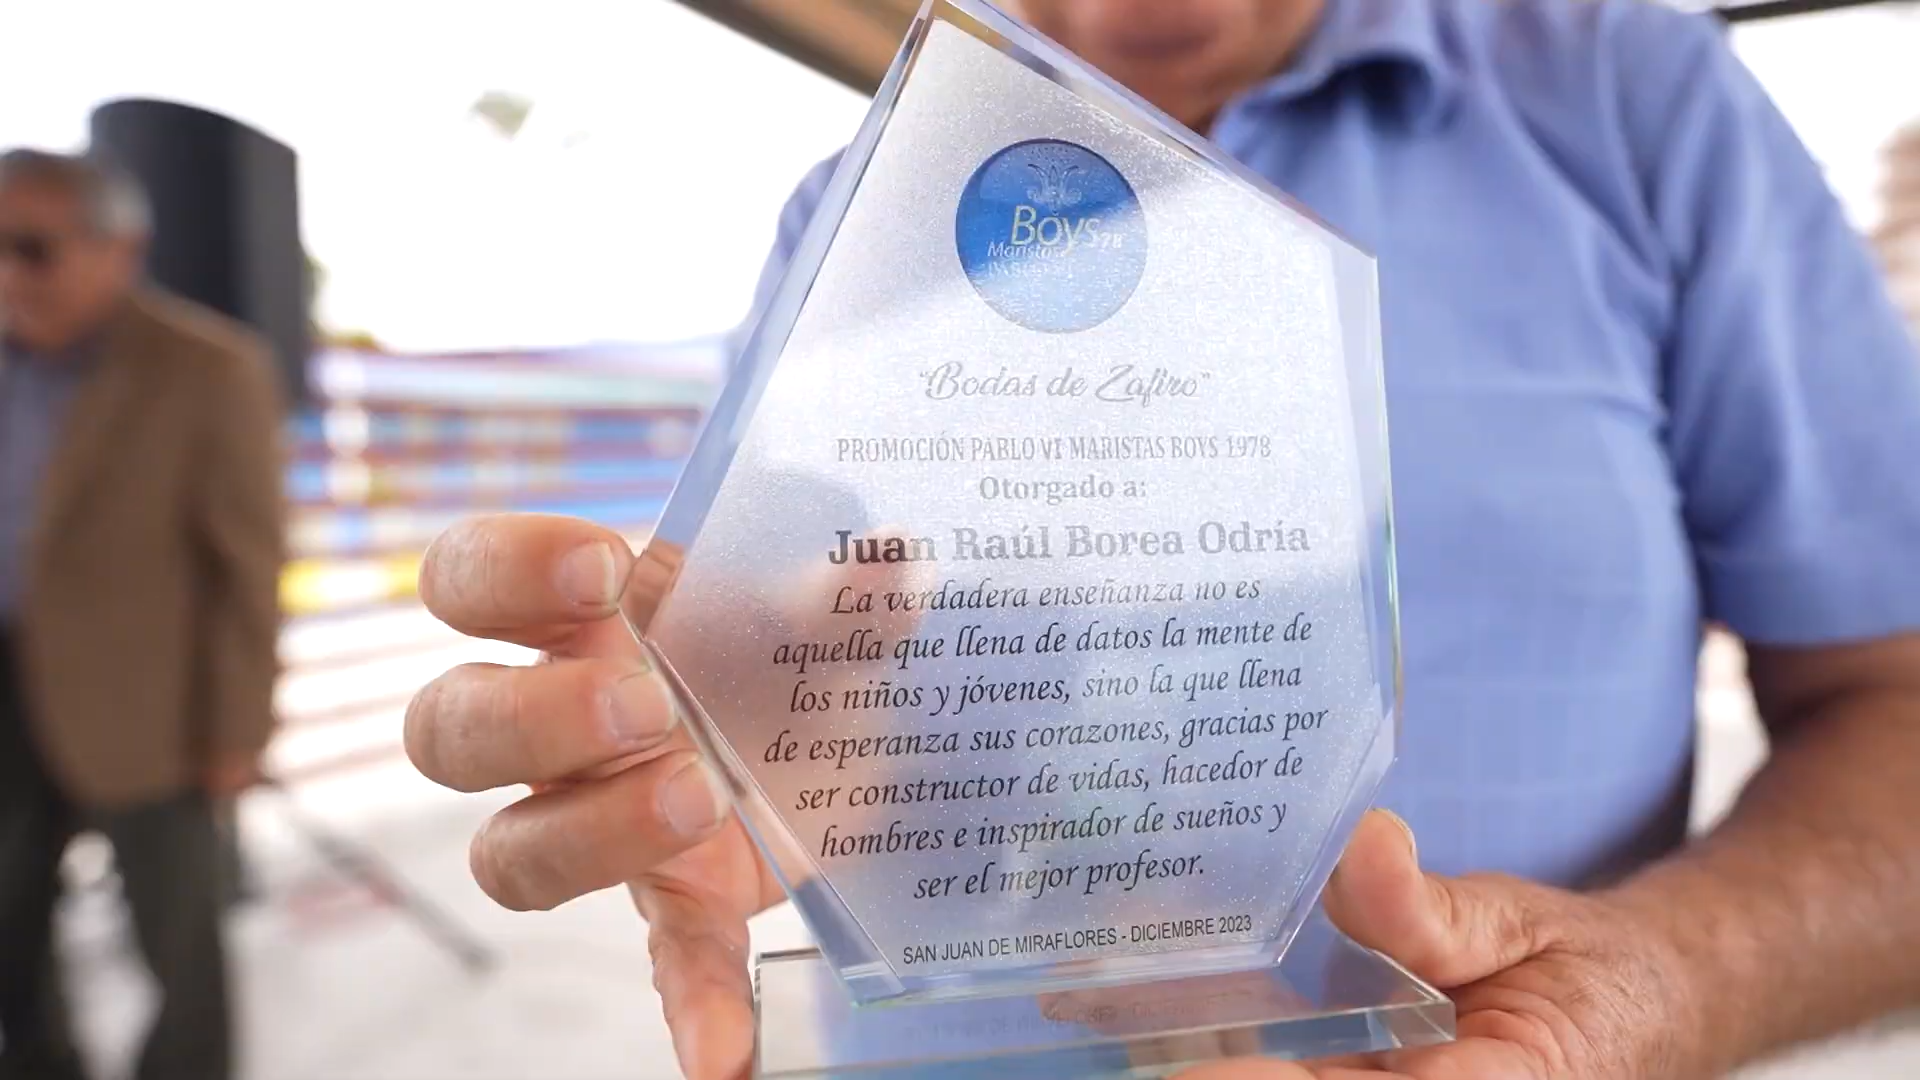 Boys 78
Maristas
"Bodas de Zafiro"
PROMOCIÓN PABLO VI MARISTAS BOYS 1978
Otorgado a:
Juan Raúl Borea Odría
La verdadera enseñanza no es
aquella que llena de datos la mente de
los niños y jóvenes, sino la que llena
de esperanza sus corazones, gracias por
ser constructor de vidas, hacedor de
hombres e inspirador de sueños y
ser el mejor profesor.
SAN JUAN DE MIRAFLORES - DICIEMBRE 2023